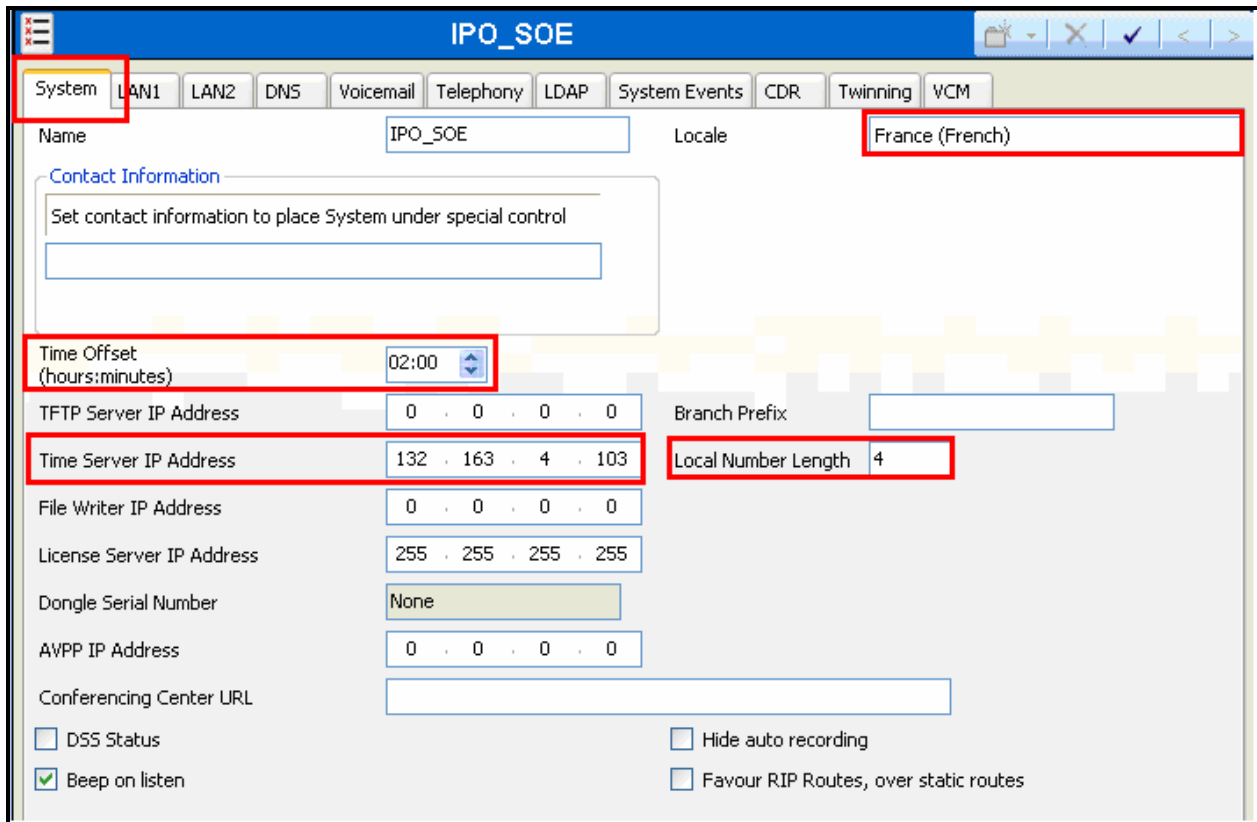 IPO_SOE
System LAN1 LAN2 DNS Voicemail Telephony LDAP System Events CDR Twinning VCM
Name IPO_SOE Locale France (French)
Contact Information
Set contact information to place System under special control
Time Offset
(hours:minutes) 02:00
TFTP Server IP Address 0 . 0 . 0 . 0 Branch Prefix
Time Server IP Address 132 . 163 . 4 . 103 Local Number Length 4
File Writer IP Address 0 . 0 . 0 . 0
License Server IP Address 255 . 255 . 255 . 255
Dongle Serial Number None
AVPP IP Address 0 . 0 . 0 . 0
Conferencing Center URL
DSS Status Hide auto recording
Beep on listen Favour RIP Routes, over static routes